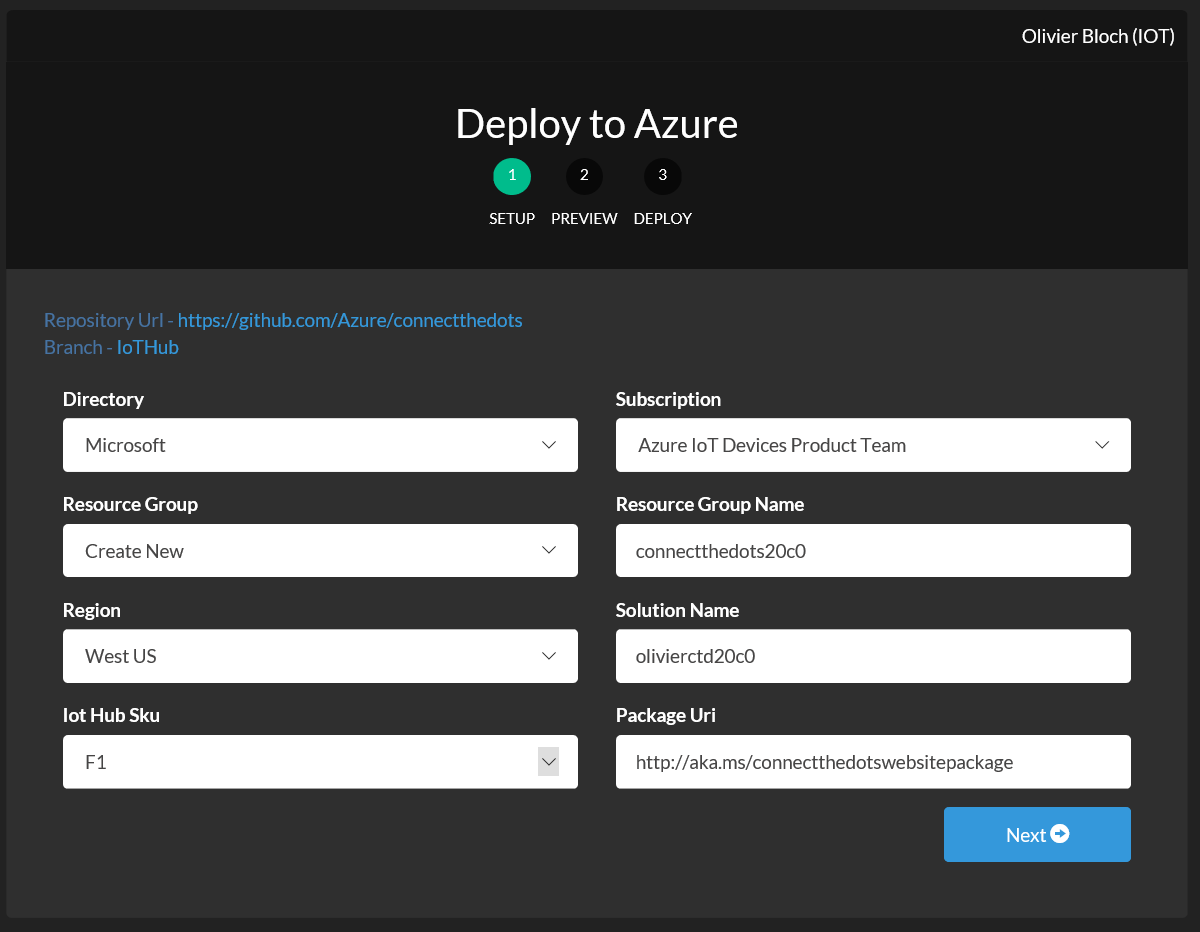 Olivier Bloch (IOT)
Deploy to Azure
1 2 3
SETUP PREVIEW DEPLOY
Repository Url - https://github.com/Azure/connectthedots
Branch - IoTHub
Directory Subscription
Microsoft Azure IoT Devices Product Team
Resource Group Resource Group Name
Create New connectthedots20c0
Region Solution Name
West US olivierctd20c0
Iot Hub Sku Package Uri
F1 http://aka.ms/connectthedotswebsitepackage
Next